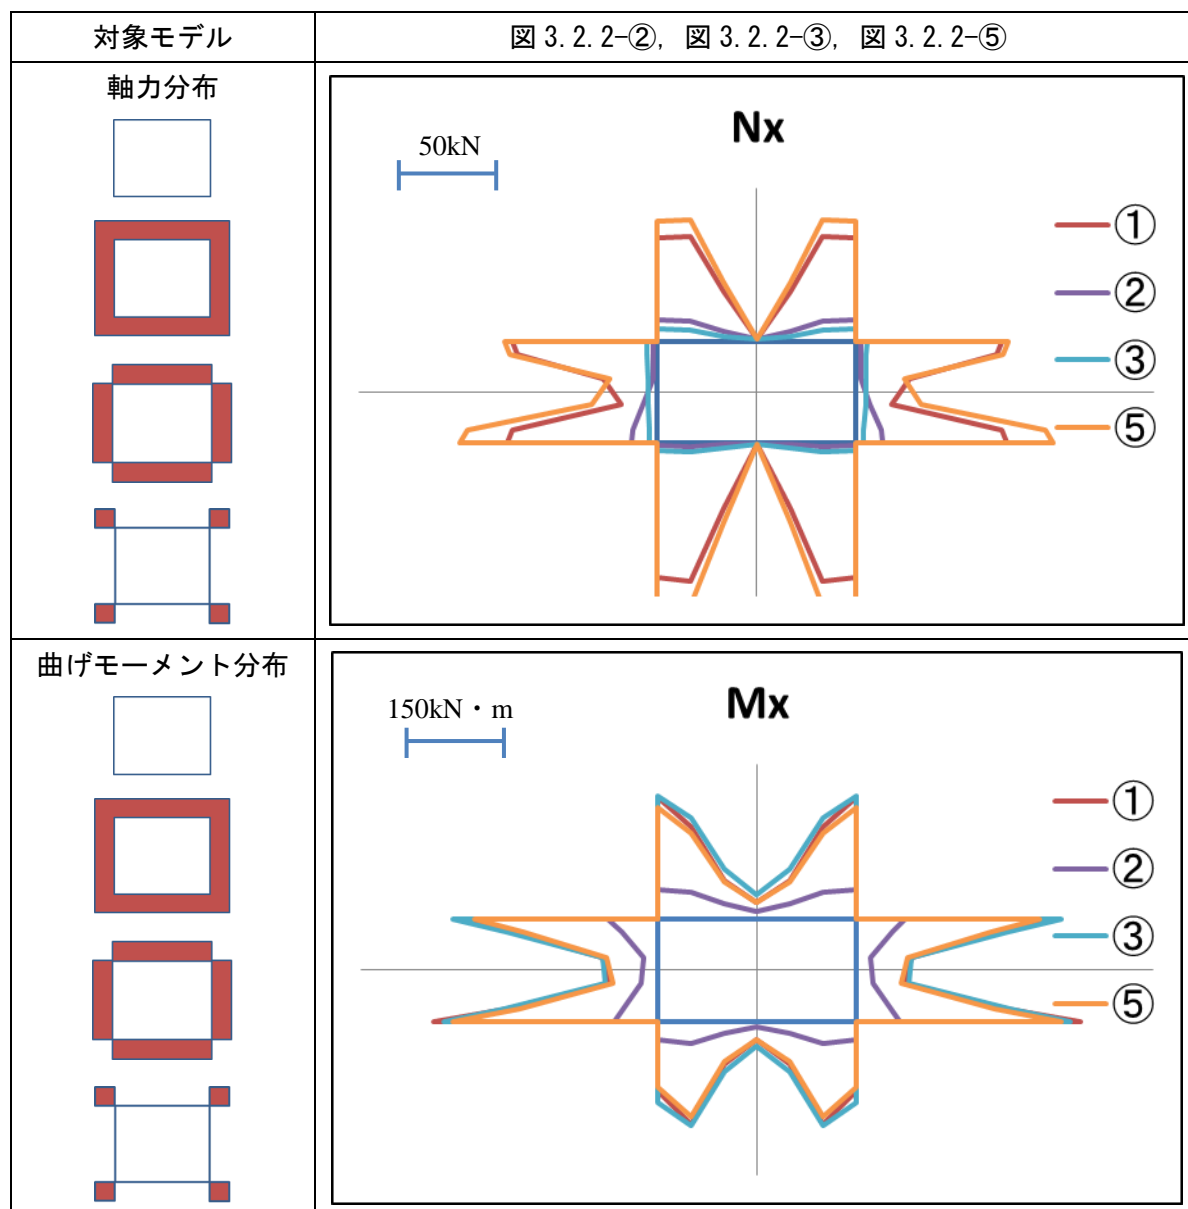 対象モデル
図 3.2.2-②, 図 3.2.2-③, 図 3.2.2-⑤
軸力分布
Nx
50kN
①
②
③
⑤
曲げモーメント分布
Mx
150kN・m
①
②
③
⑤